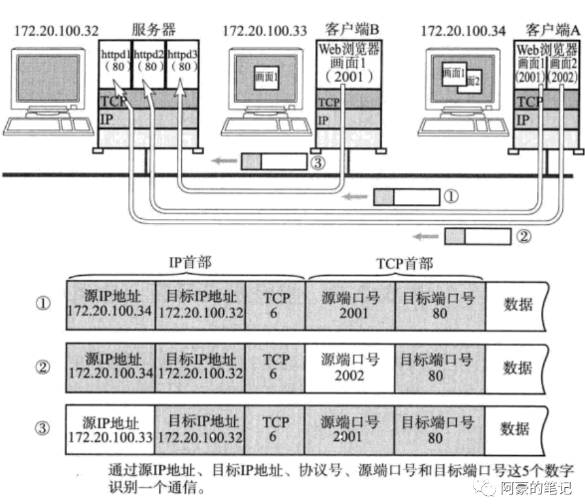 172.20.100.32 服务器 172.20.100.33 客户端B 172.20.100.34 客户端A
httpd1 (80) httpd2 (80) httpd3 (80)
TCP
IP
画面1
Web浏览器
画面1
(2001)
TCP
IP
画面1
画面2
Web浏览器
画面1 (2001) 画面2 (2002)
TCP
IP
③
①
②
IP首部 TCP首部
① 源IP地址 172.20.100.34 目标IP地址 172.20.100.32 TCP 6 源端口号 2001 目标端口号 80 数据
② 源IP地址 172.20.100.34 目标IP地址 172.20.100.32 TCP 6 源端口号 2002 目标端口号 80 数据
③ 源IP地址 172.20.100.33 目标IP地址 172.20.100.32 TCP 6 源端口号 2001 目标端口号 80 数据
通过源IP地址、目标IP地址、协议号、源端口号和目标端口号这5个数字
识别一个通信。
阿豪的笔记